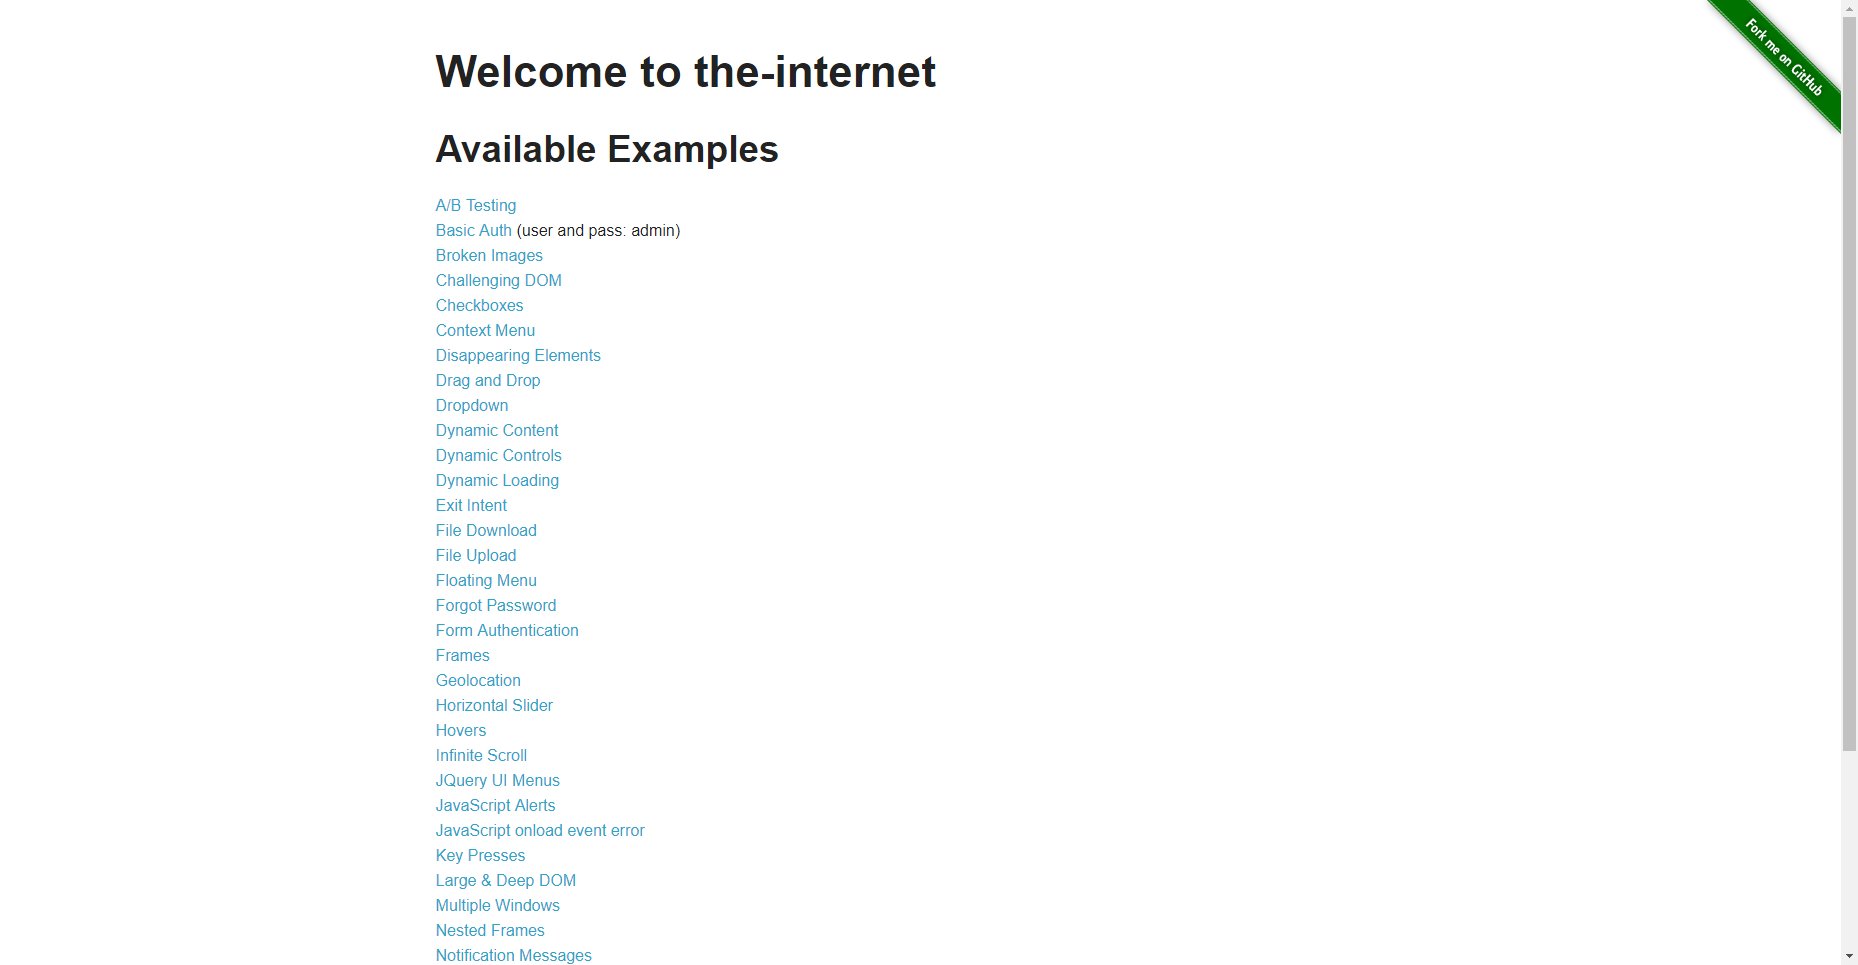 Fork me on GitHub
Welcome to the-internet
Available Examples
A/B Testing
Basic Auth (user and pass: admin)
Broken Images
Challenging DOM
Checkboxes
Context Menu
Disappearing Elements
Drag and Drop
Dropdown
Dynamic Content
Dynamic Controls
Dynamic Loading
Exit Intent
File Download
File Upload
Floating Menu
Forgot Password
Form Authentication
Frames
Geolocation
Horizontal Slider
Hovers
Infinite Scroll
JQuery UI Menus
JavaScript Alerts
JavaScript onload event error
Key Presses
Large & Deep DOM
Multiple Windows
Nested Frames
Notification Messages